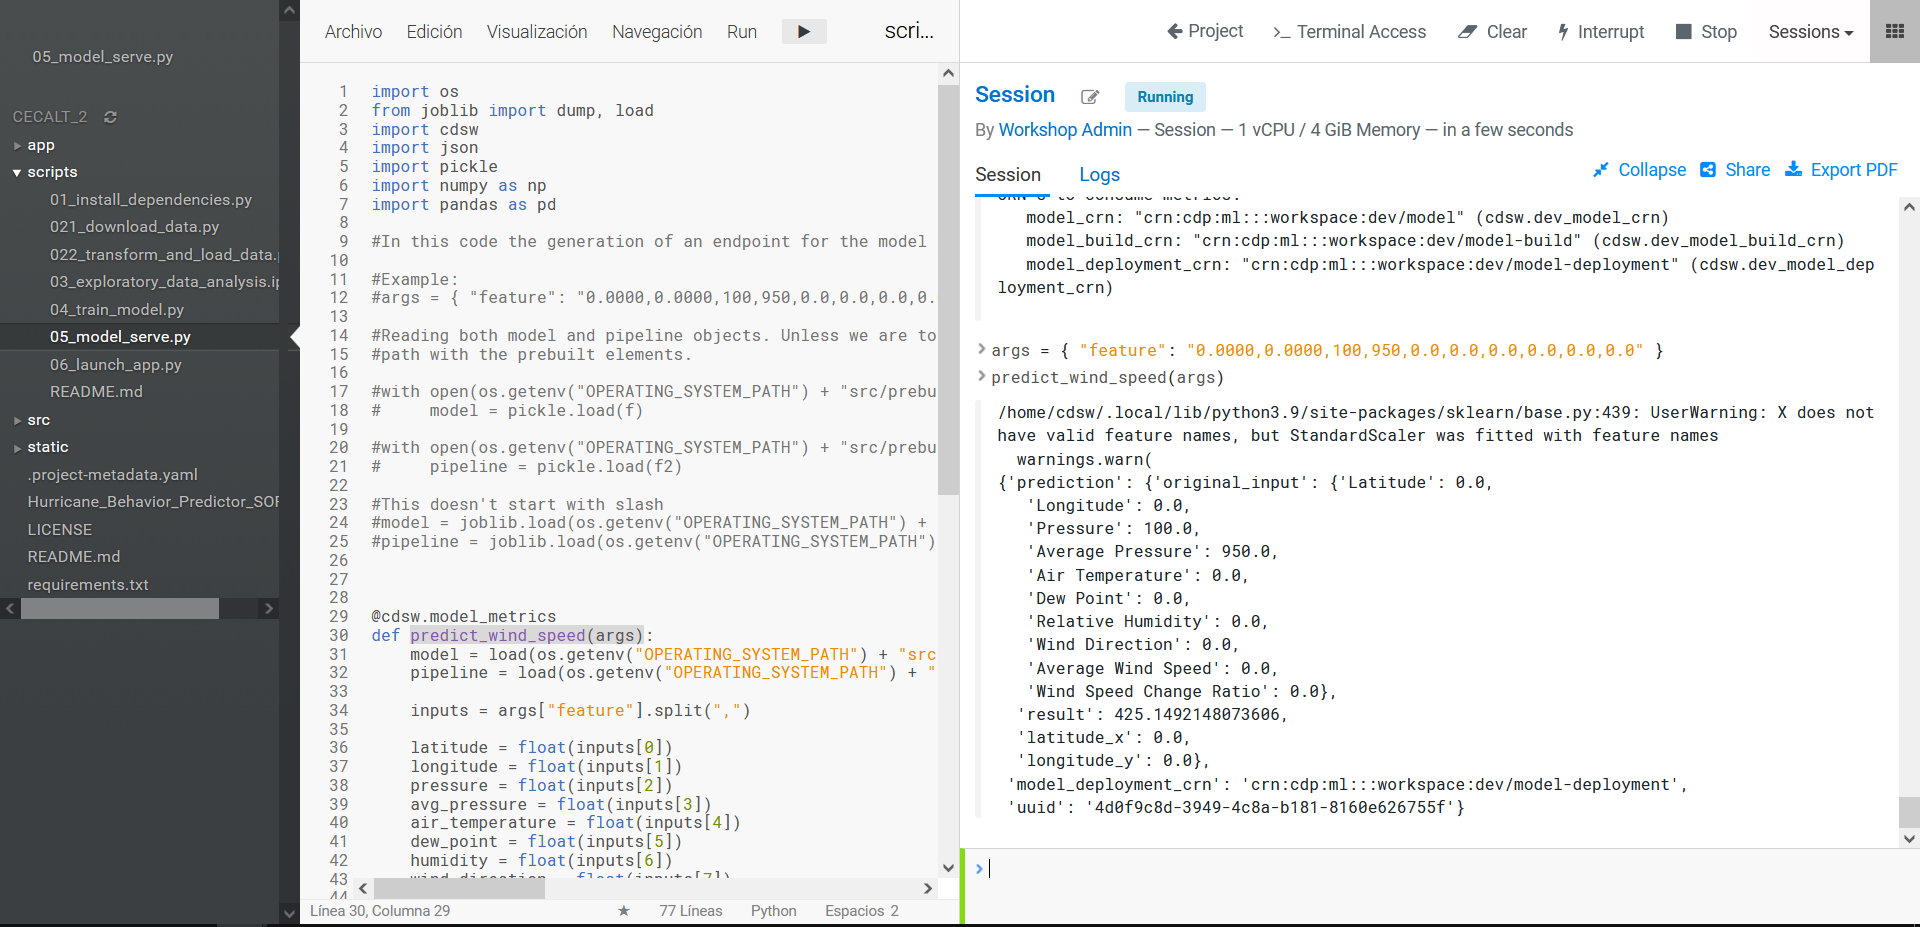 05_model_serve.py
CECALT_2
app
scripts
01_install_dependencies.py
021_download_data.py
022_transform_and_load_data.
03_exploratory_data_analysis.ip
04_train_model.py
05_model_serve.py
06_launch_app.py
README.md
src
static
.project-metadata.yaml
Hurricane_Behavior_Predictor_SOF
LICENSE
README.md
requirements.txt
Archivo Edición Visualización Navegación Run scri...
1 import os
2 from joblib import dump, load
3 import cdsw
4 import json
5 import pickle
6 import numpy as np
7 import pandas as pd
8
9 #In this code the generation of an endpoint for the model
10
11 #Example:
12 #args = { "feature": "0.0000,0.0000,100,950,0.0,0.0,0.0,0.
13
14 #Reading both model and pipeline objects. Unless we are to
15 #path with the prebuilt elements.
16
17 #with open(os.getenv("OPERATING_SYSTEM_PATH") + "src/prebu
18 #     model = pickle.load(f)
19
20 #with open(os.getenv("OPERATING_SYSTEM_PATH") + "src/prebu
21 #     pipeline = pickle.load(f2)
22
23 #This doesn't start with slash
24 #model = joblib.load(os.getenv("OPERATING_SYSTEM_PATH") +
25 #pipeline = joblib.load(os.getenv("OPERATING_SYSTEM_PATH")
26
27
28
29 @cdsw.model_metrics
30 def predict_wind_speed(args):
31     model = load(os.getenv("OPERATING_SYSTEM_PATH") + "src
32     pipeline = load(os.getenv("OPERATING_SYSTEM_PATH") + "
33
34     inputs = args["feature"].split(",")
35
36     latitude = float(inputs[0])
37     longitude = float(inputs[1])
38     pressure = float(inputs[2])
39     avg_pressure = float(inputs[3])
40     air_temperature = float(inputs[4])
41     dew_point = float(inputs[5])
42     humidity = float(inputs[6])
43     wind_direction = float(inputs[7])
44
Línea 30, Columna 29 ★ 77 Líneas Python Espacios 2
Project Terminal Access Clear Interrupt Stop Sessions
Session Running
By Workshop Admin — Session — 1 vCPU / 4 GiB Memory — in a few seconds
Session Logs Collapse Share Export PDF
CRN's to consume metrics:
model_crn: "crn:cdp:ml:::workspace:dev/model" (cdsw.dev_model_crn)
model_build_crn: "crn:cdp:ml:::workspace:dev/model-build" (cdsw.dev_model_build_crn)
model_deployment_crn: "crn:cdp:ml:::workspace:dev/model-deployment" (cdsw.dev_model_dep
loyment_crn)
> args = { "feature": "0.0000,0.0000,100,950,0.0,0.0,0.0,0.0,0.0,0.0" }
> predict_wind_speed(args)
/home/cdsw/.local/lib/python3.9/site-packages/sklearn/base.py:439: UserWarning: X does not
have valid feature names, but StandardScaler was fitted with feature names
warnings.warn(
{'prediction': {'original_input': {'Latitude': 0.0,
'Longitude': 0.0,
'Pressure': 100.0,
'Average Pressure': 950.0,
'Air Temperature': 0.0,
'Dew Point': 0.0,
'Relative Humidity': 0.0,
'Wind Direction': 0.0,
'Average Wind Speed': 0.0,
'Wind Speed Change Ratio': 0.0},
'result': 425.1492148073606,
'latitude_x': 0.0,
'longitude_y': 0.0},
'model_deployment_crn': 'crn:cdp:ml:::workspace:dev/model-deployment',
'uuid': '4d0f9c8d-3949-4c8a-b181-8160e626755f'}
>